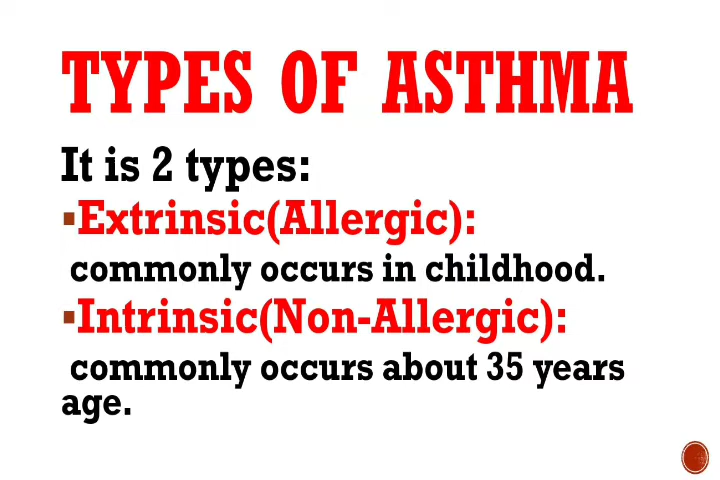 TYPES OF ASTHMA
It is 2 types:
▪Extrinsic(Allergic):
commonly occurs in childhood.
▪Intrinsic(Non-Allergic):
commonly occurs about 35 years
age.